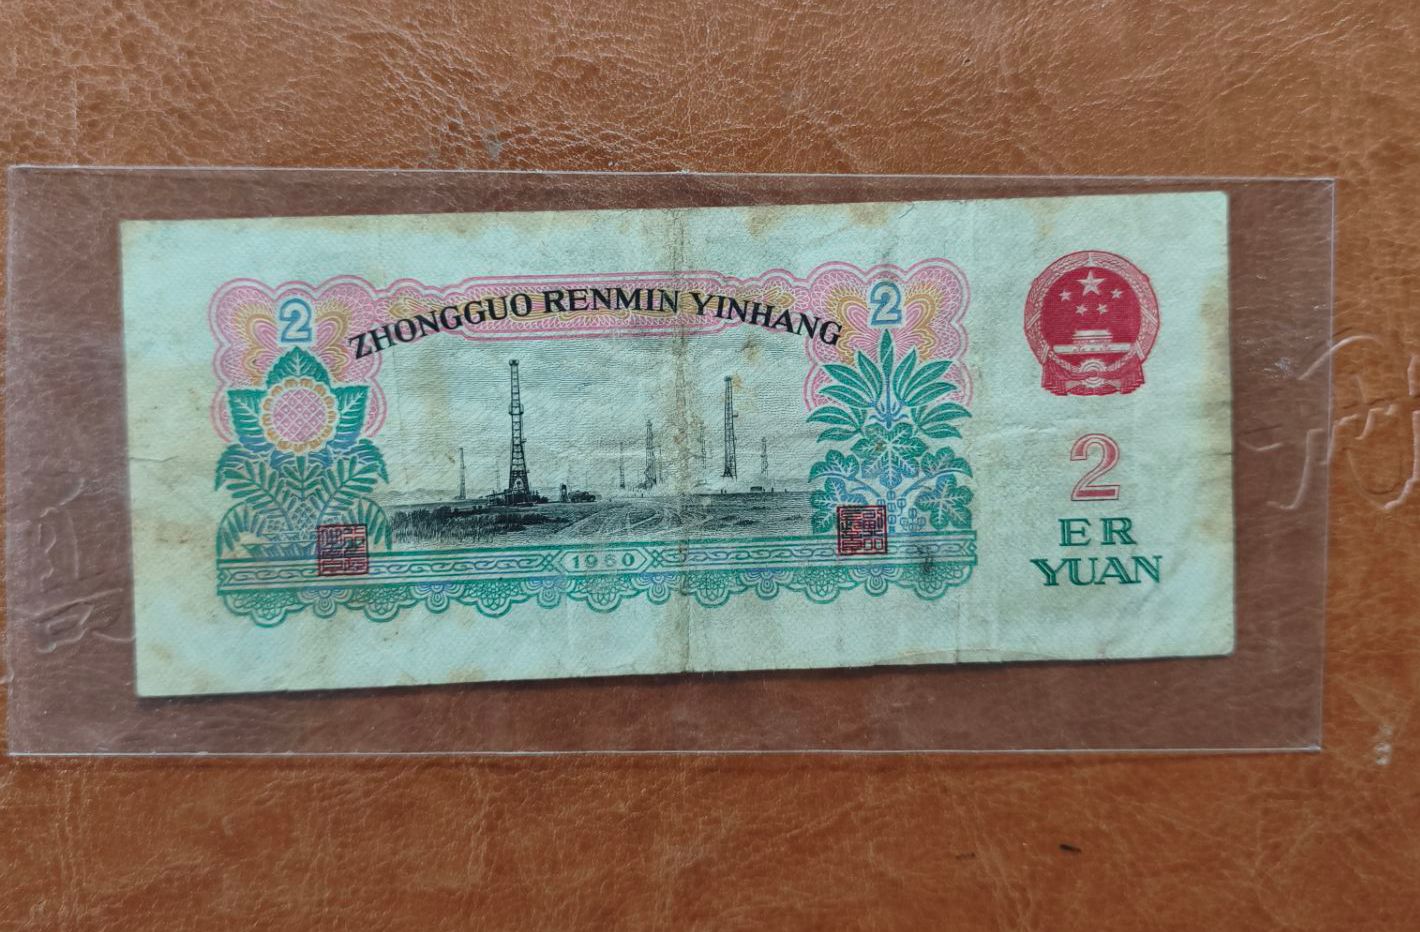 2 2
ZHONGGUO RENMIN YINHANG
1960
2
ER
YUAN